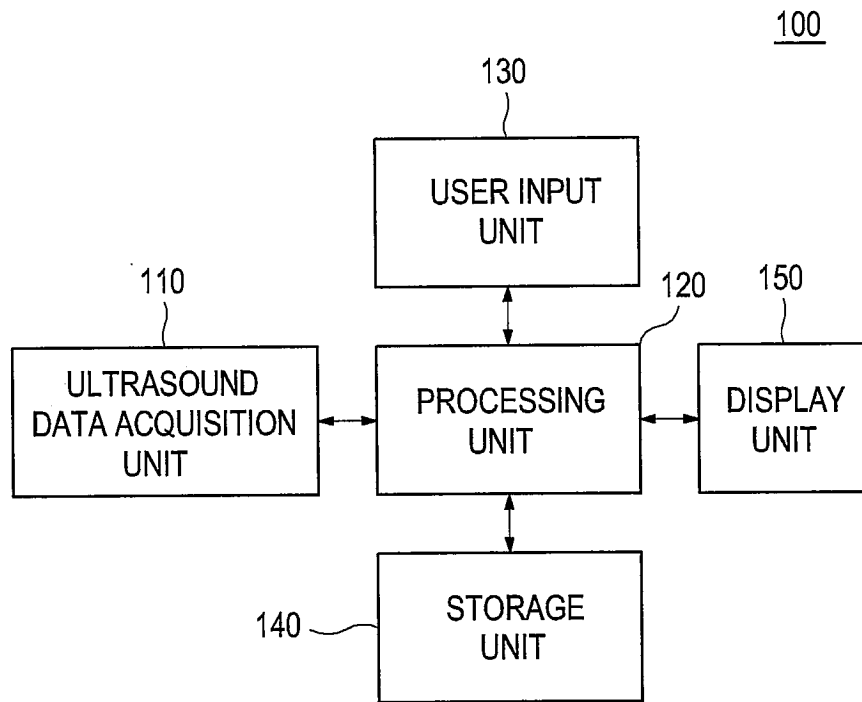 100
130
USER INPUT
UNIT
110
120
150
ULTRASOUND
DATA ACQUISITION
UNIT
PROCESSING
UNIT
DISPLAY
UNIT
140
STORAGE
UNIT